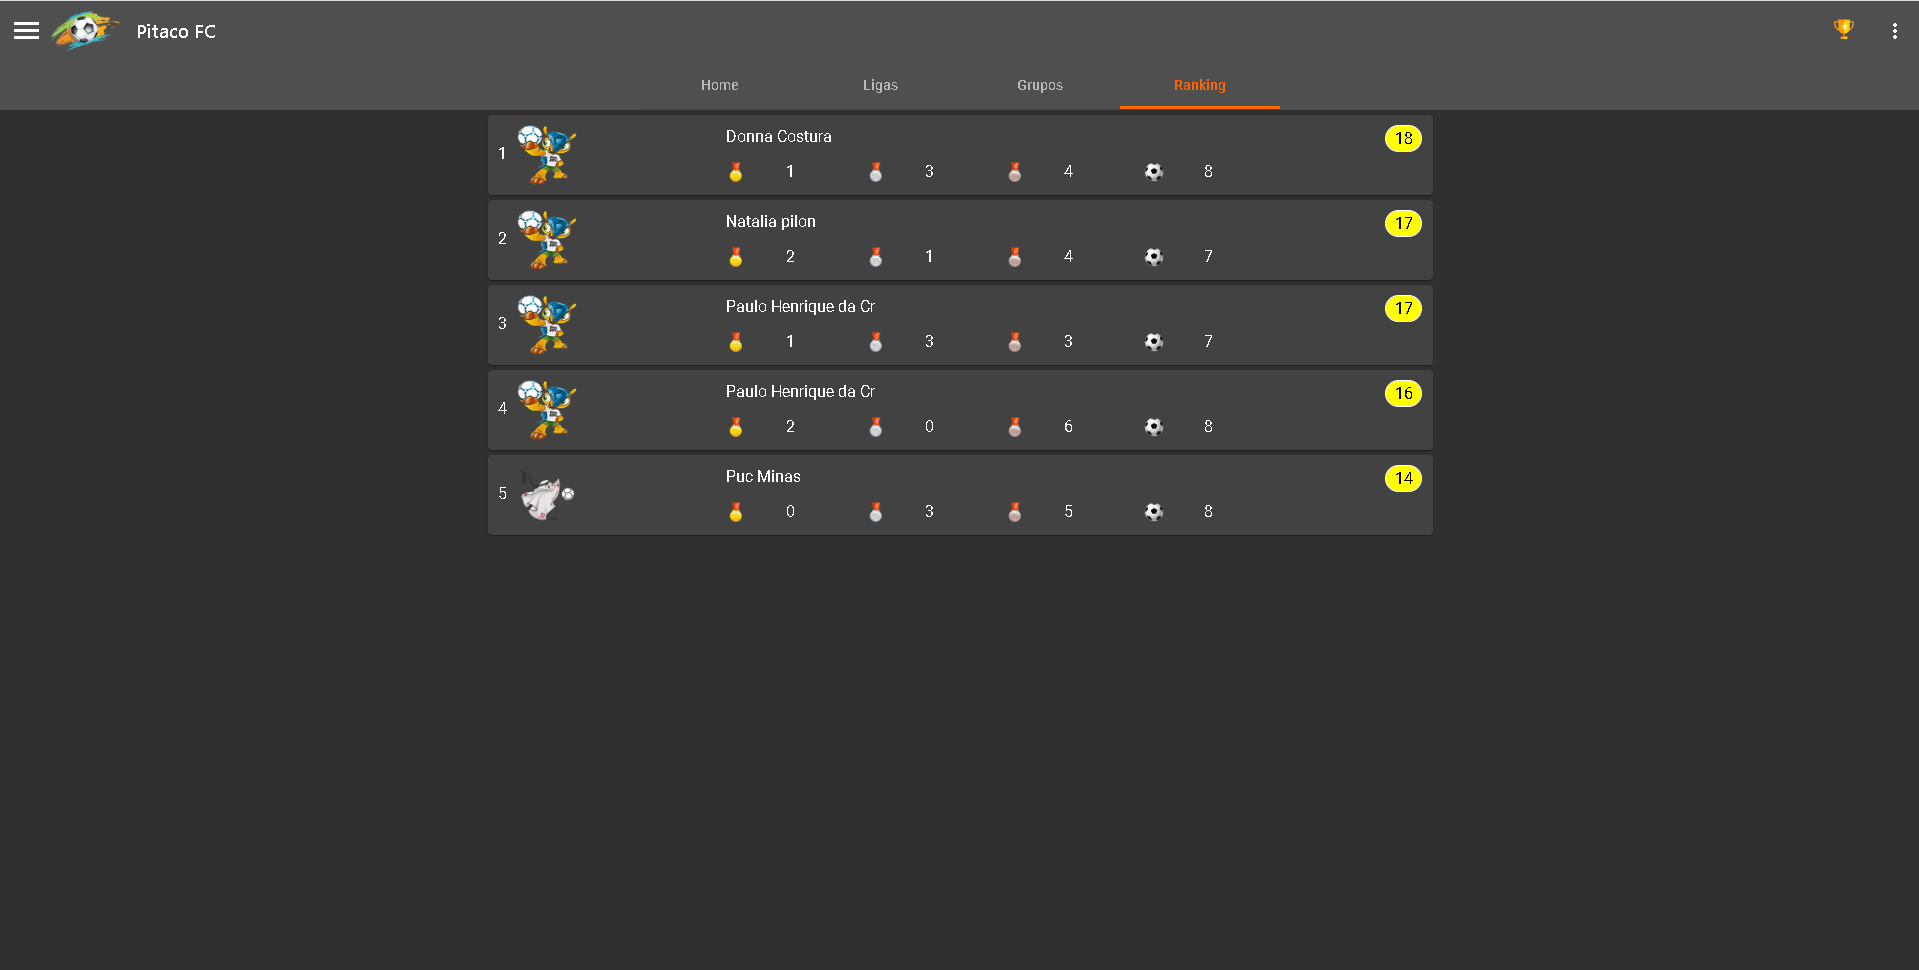 Pitaco FC
Home Ligas Grupos Ranking
1 Donna Costura 18
1 3 4 8
2 Natalia pilon 17
2 1 4 7
3 Paulo Henrique da Cr 17
1 3 3 7
4 Paulo Henrique da Cr 16
2 0 6 8
5 Puc Minas 14
0 3 5 8